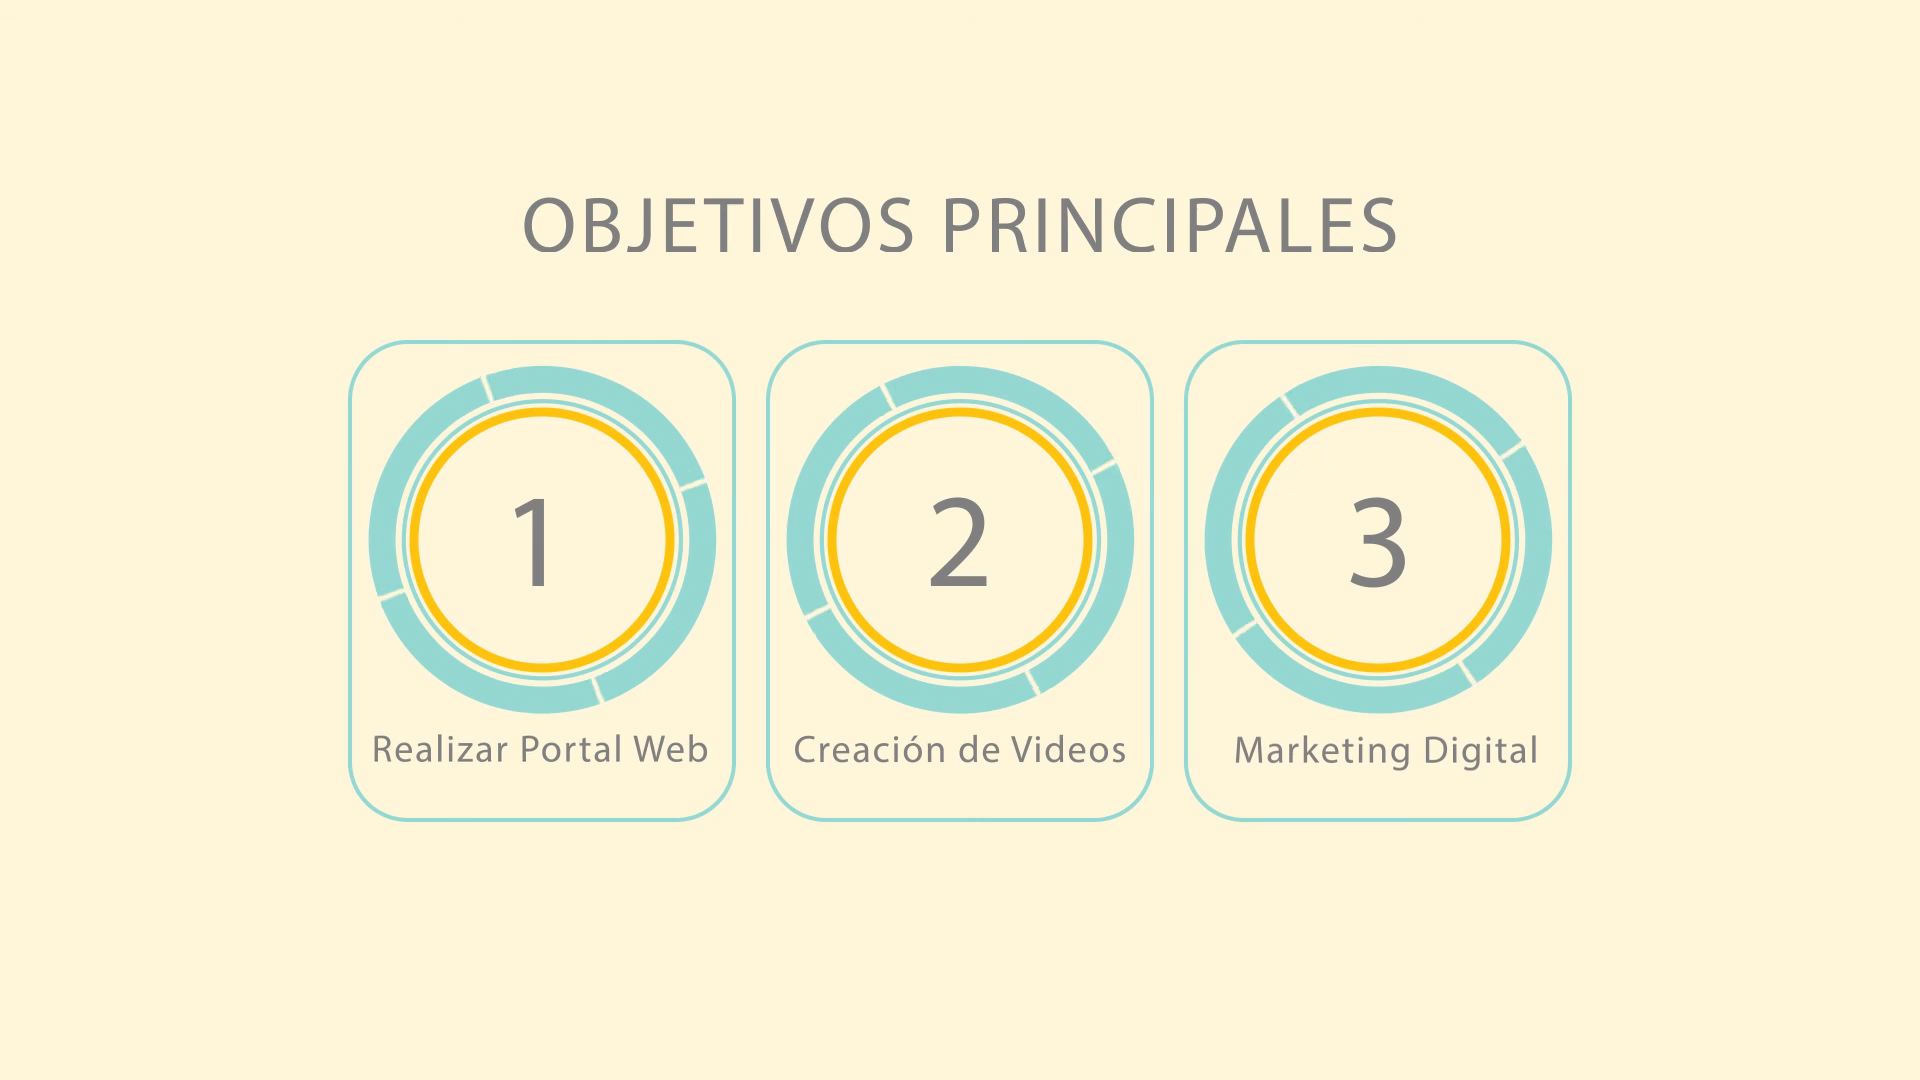 OBJETIVOS PRINCIPALES
1
2
3
Realizar Portal Web
Creación de Videos
Marketing Digital